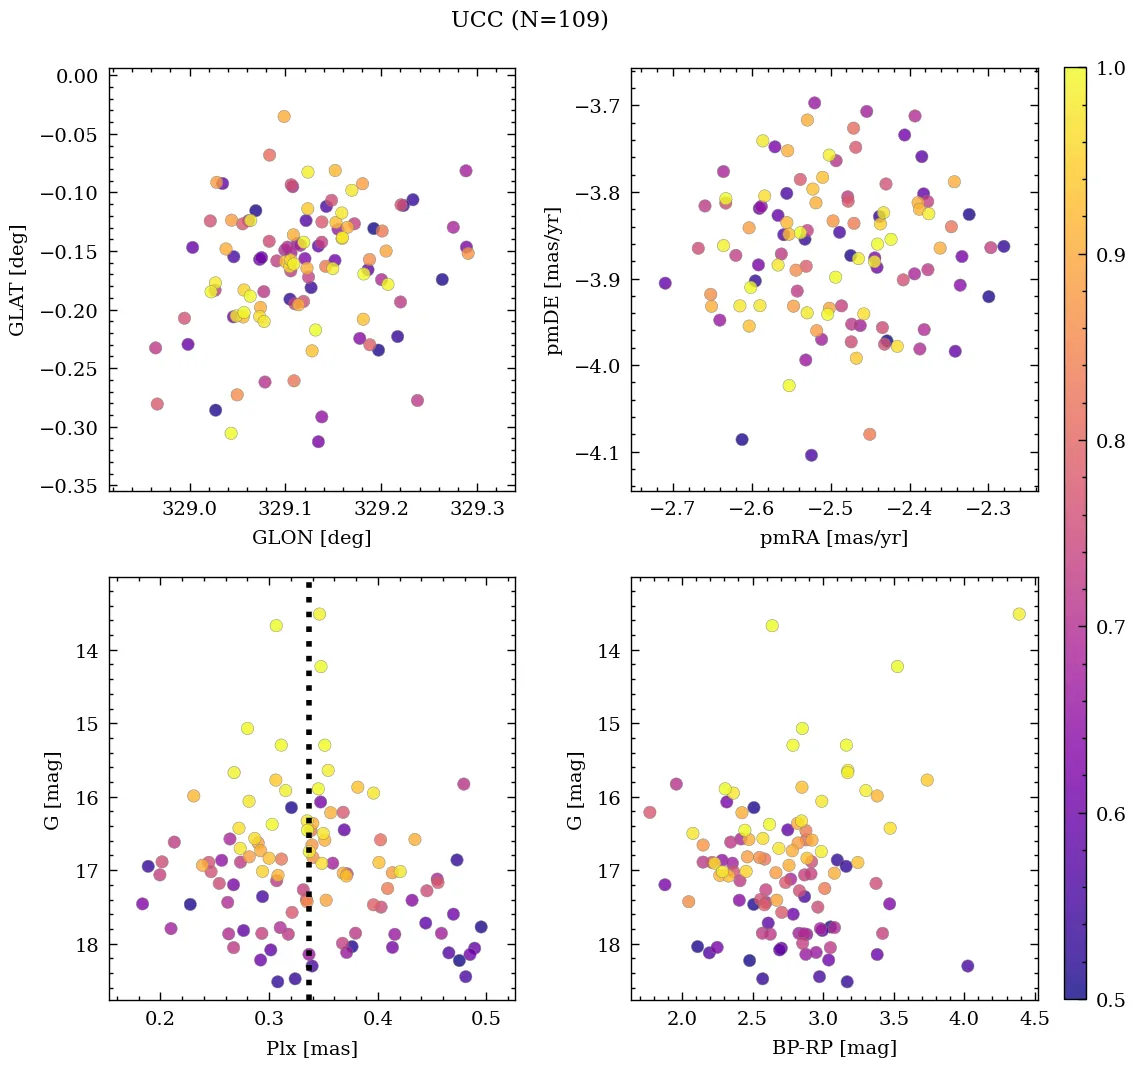 UCC (N=109)
0.00
−0.05
−0.10
−0.15
−0.20
−0.25
−0.30
−0.35
GLAT [deg]
329.0 329.1 329.2 329.3
GLON [deg]
−3.7
−3.8
−3.9
−4.0
−4.1
pmDE [mas/yr]
−2.7 −2.6 −2.5 −2.4 −2.3
pmRA [mas/yr]
14
15
16
17
18
G [mag]
0.2 0.3 0.4 0.5
Plx [mas]
14
15
16
17
18
G [mag]
2.0 2.5 3.0 3.5 4.0 4.5
BP-RP [mag]
1.0
0.9
0.8
0.7
0.6
0.5